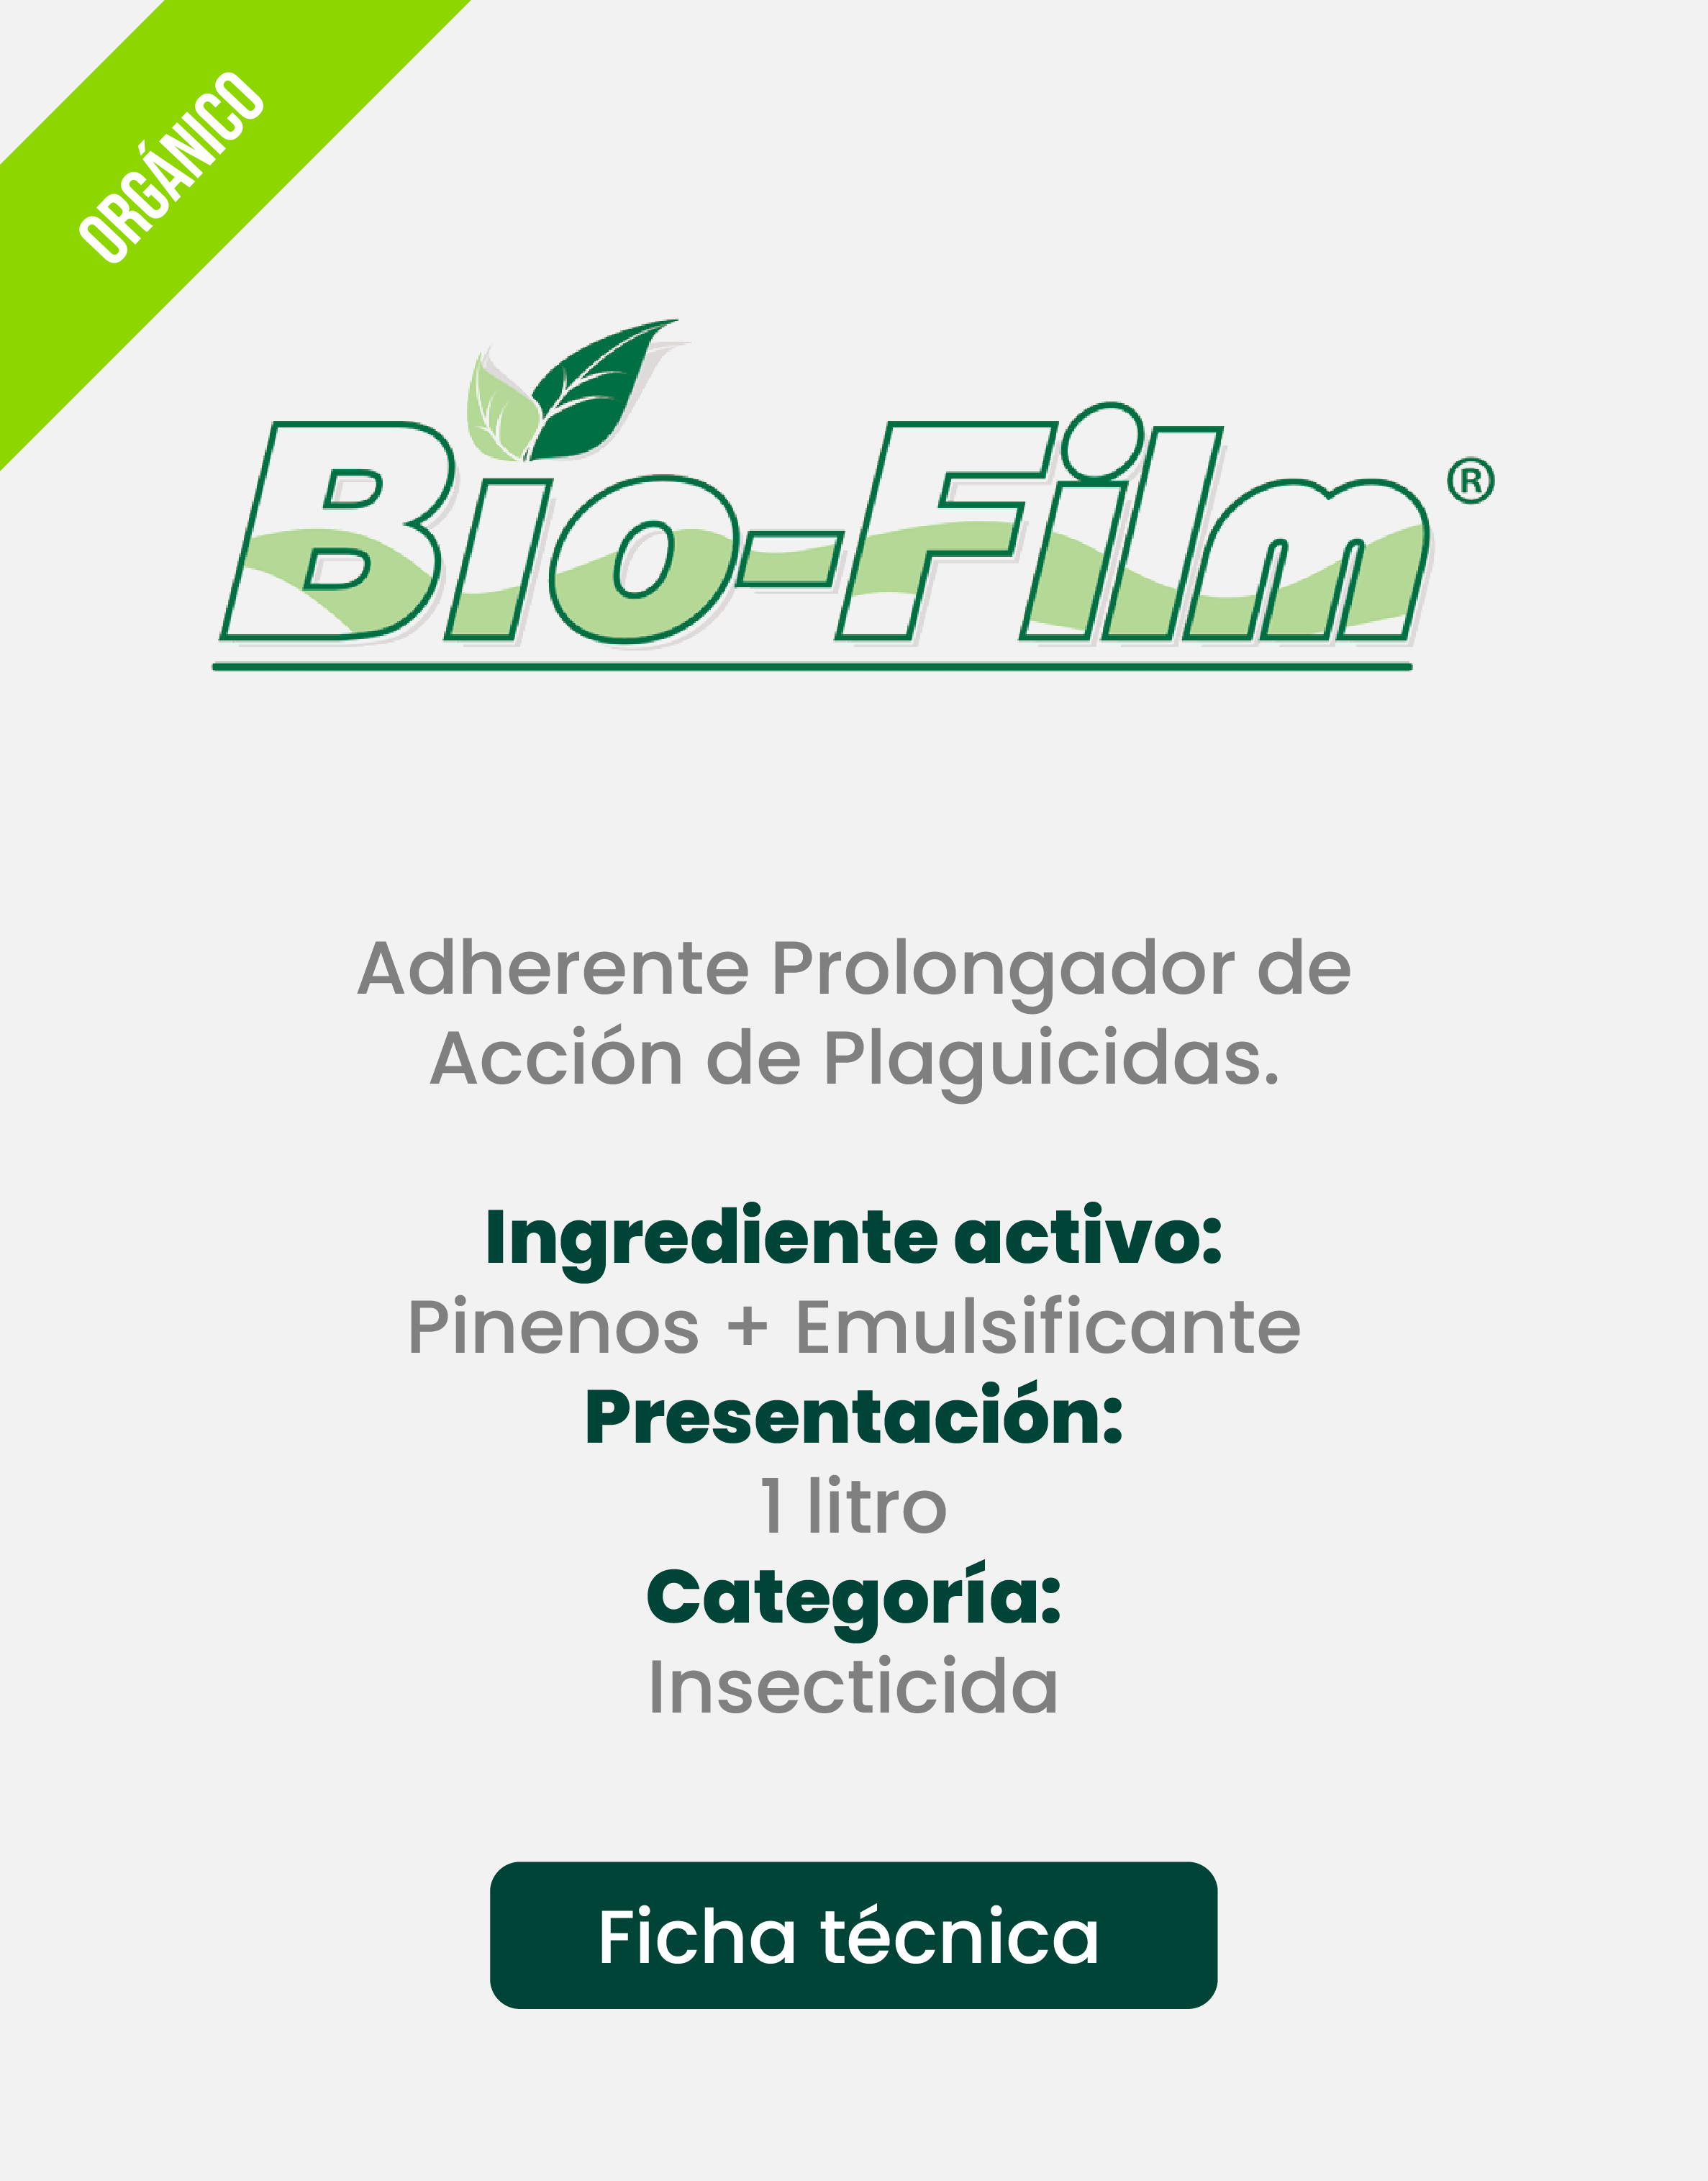 ORGÁNICO
Bio-Film®
Adherente Prolongador de
Acción de Plaguicidas.
Ingrediente activo:
Pinenos + Emulsificante
Presentación:
1 litro
Categoría:
Insecticida
Ficha técnica